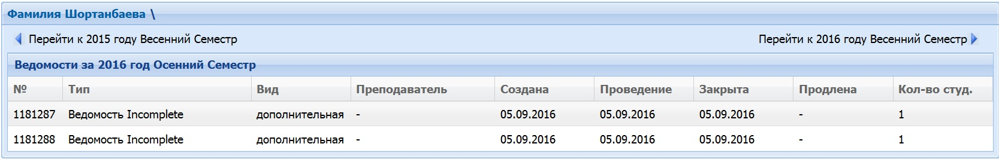 Фамилия Шортанбаева \
Перейти к 2015 году Весенний Семестр Перейти к 2016 году Весенний Семестр
Ведомости за 2016 год Осенний Семестр
№ Тип Вид Преподаватель Создана Проведение Закрыта Продлена Кол-во студ.
1181287 Ведомость Incomplete дополнительная - 05.09.2016 05.09.2016 05.09.2016 - 1
1181288 Ведомость Incomplete дополнительная - 05.09.2016 05.09.2016 05.09.2016 - 1